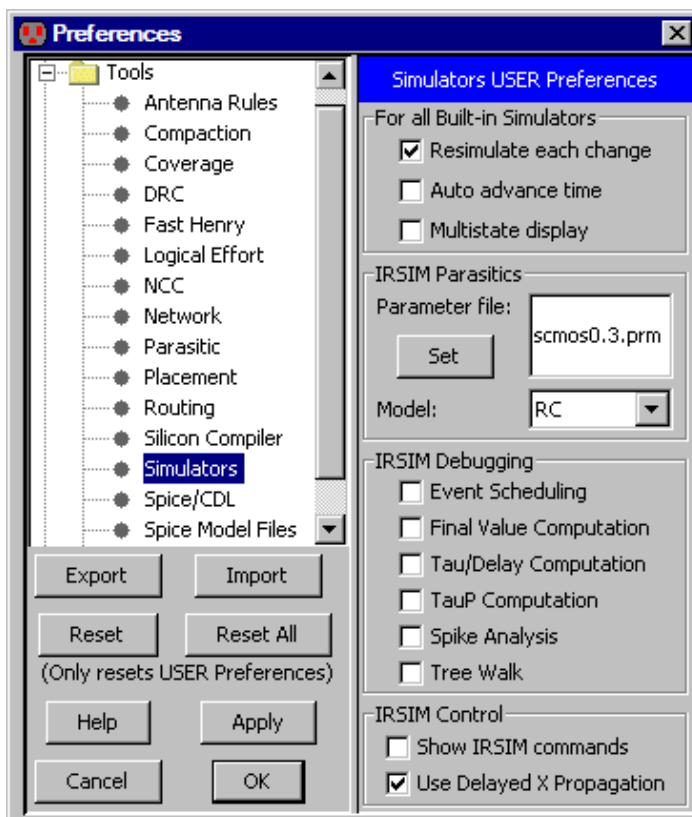 Preferences
Tools
Antenna Rules
Compaction
Coverage
DRC
Fast Henry
Logical Effort
NCC
Network
Parasitic
Placement
Routing
Silicon Compiler
Simulators
Spice/CDL
Spice Model Files
Export Import
Reset Reset All
(Only resets USER Preferences)
Help Apply
Cancel OK
Simulators USER Preferences
For all Built-in Simulators
Resimulate each change
Auto advance time
Multistate display
IRSIM Parasitics
Parameter file:
scmos0.3.prm
Set
Model: RC
IRSIM Debugging
Event Scheduling
Final Value Computation
Tau/Delay Computation
TauP Computation
Spike Analysis
Tree Walk
IRSIM Control
Show IRSIM commands
Use Delayed X Propagation